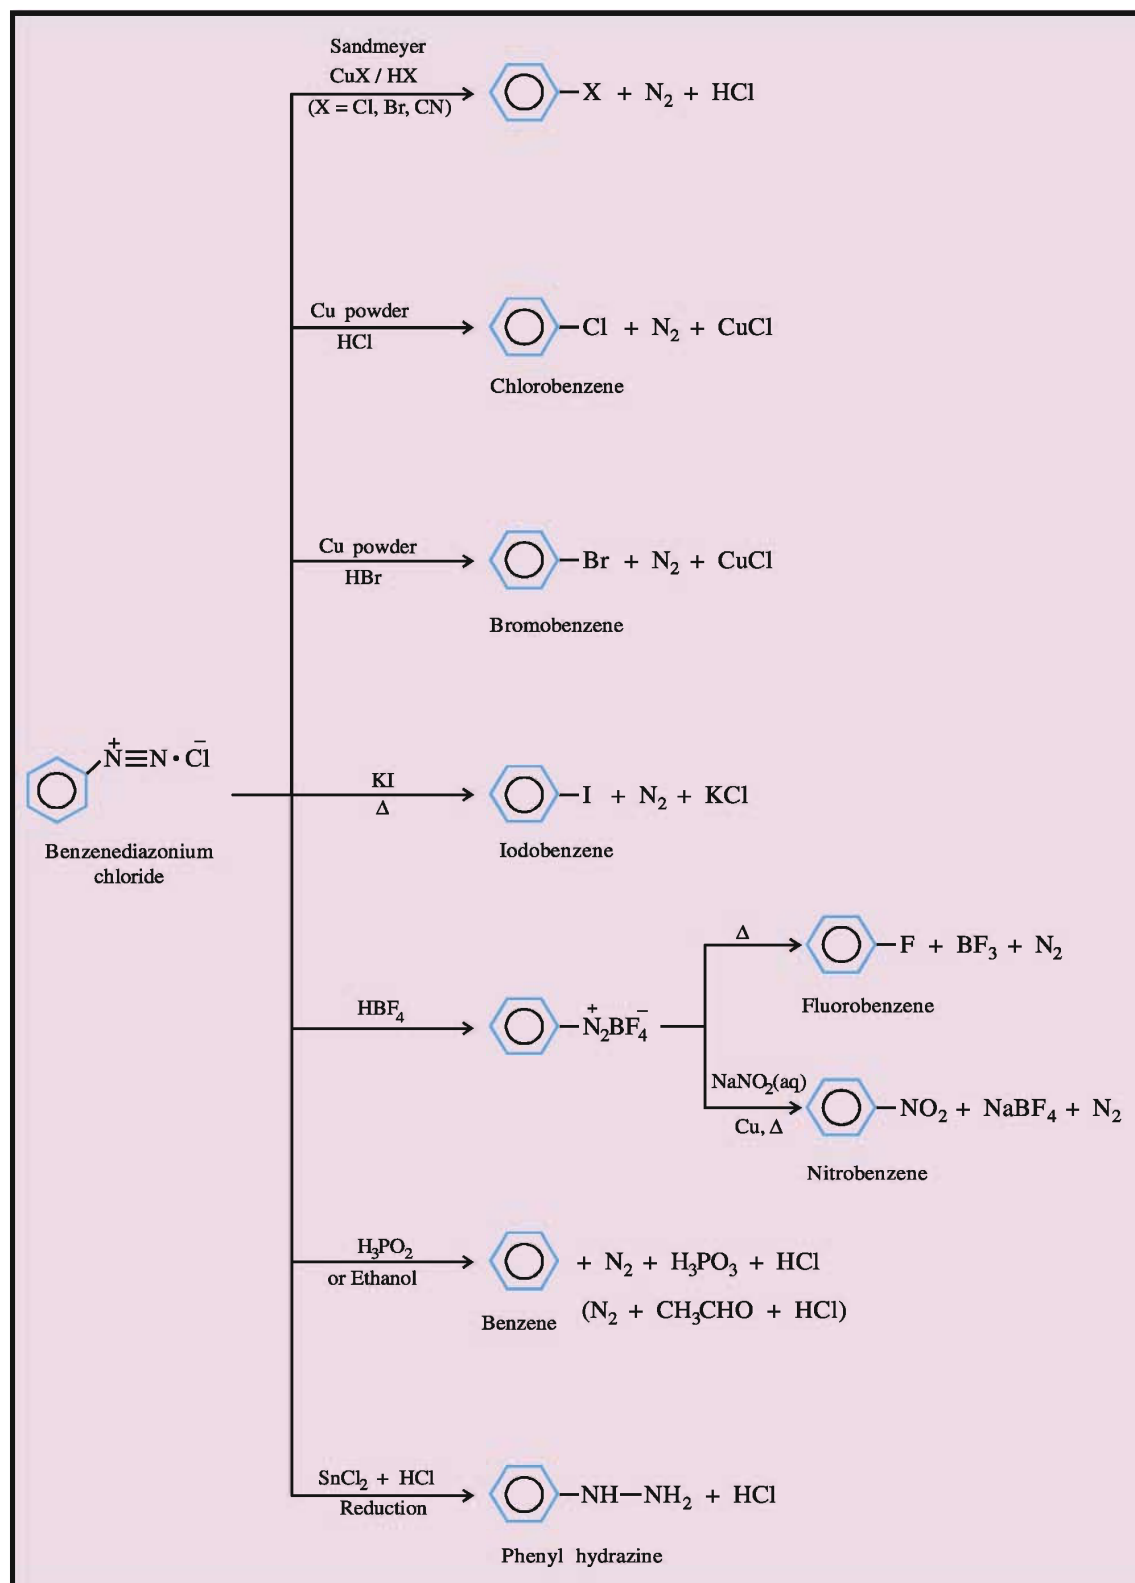 Sandmeyer
CuX / HX
(X = Cl, Br, CN)
X + N₂ + HCl
Cu powder
HCl
Cl + N₂ + CuCl
Chlorobenzene
Cu powder
HBr
Br + N₂ + CuCl
Bromobenzene
N⁺≡N · Cl⁻
Benzenediazonium
chloride
KI
Δ
I + N₂ + KCl
Iodobenzene
HBF₄
N₂⁺BF₄⁻
Δ
F + BF₃ + N₂
Fluorobenzene
NaNO₂(aq)
Cu, Δ
NO₂ + NaBF₄ + N₂
Nitrobenzene
H₃PO₂
or Ethanol
+ N₂ + H₃PO₃ + HCl
Benzene
(N₂ + CH₃CHO + HCl)
SnCl₂ + HCl
Reduction
NH—NH₂ + HCl
Phenyl hydrazine